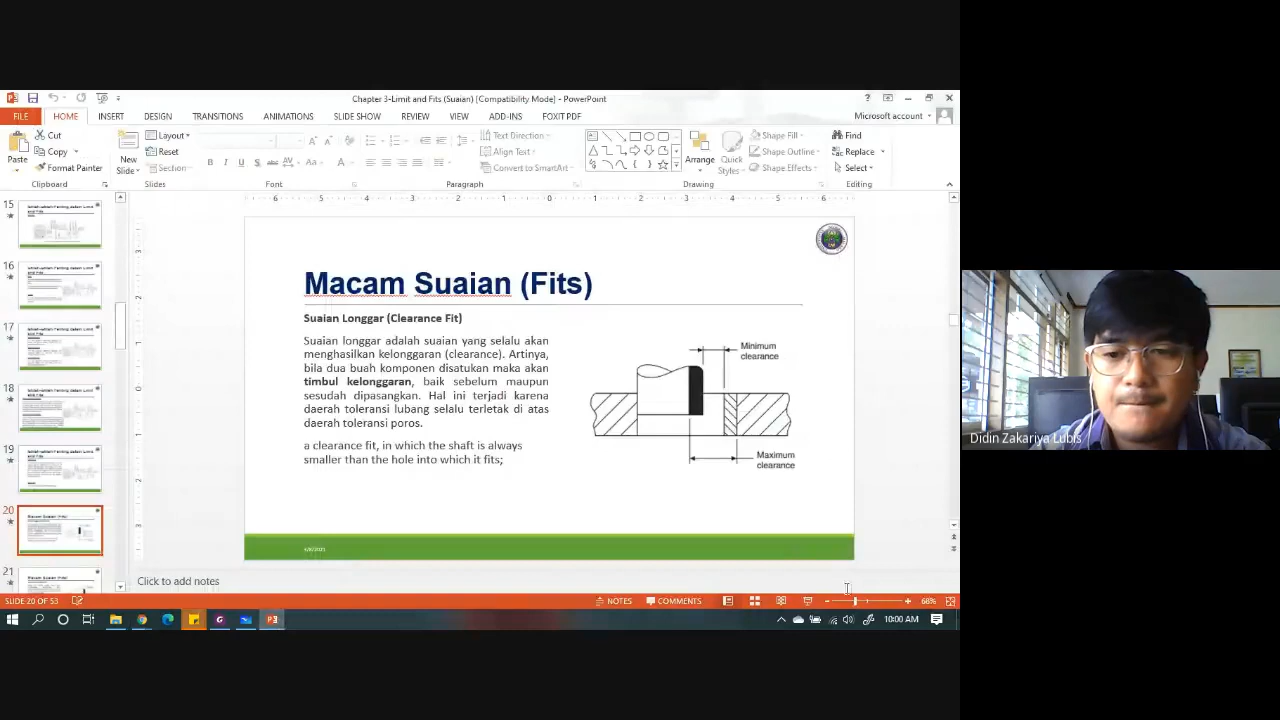 Chapter 3-Limit and Fits (Suaian) [Compatibility Mode] - PowerPoint
FILE HOME INSERT DESIGN TRANSITIONS ANIMATIONS SLIDE SHOW REVIEW VIEW ADD-INS FOXIT PDF Microsoft account
Paste
Cut
Copy
Format Painter
Clipboard
New
Slide
Layout
Reset
Section
Slides
Font
Text Direction
Align Text
Convert to SmartArt
Paragraph
Arrange
Quick
Styles
Shape Fill
Shape Outline
Shape Effects
Drawing
Find
Replace
Select
Editing
15
16
17
18
19
20
21
Macam Suaian (Fits)
Suaian Longgar (Clearance Fit)
Suaian longgar adalah suaian yang selalu akan
menghasilkan kelonggaran (clearance). Artinya,
bila dua buah komponen disatukan maka akan
timbul kelonggaran, baik sebelum maupun
sesudah dipasangkan. Hal ini terjadi karena
daerah toleransi lubang selalu terletak di atas
daerah toleransi poros.
a clearance fit, in which the shaft is always
smaller than the hole into which it fits;
Minimum
clearance
Maximum
clearance
Click to add notes
SLIDE 20 OF 53 NOTES COMMENTS 68%
10:00 AM
Didin Zakariya Lubis